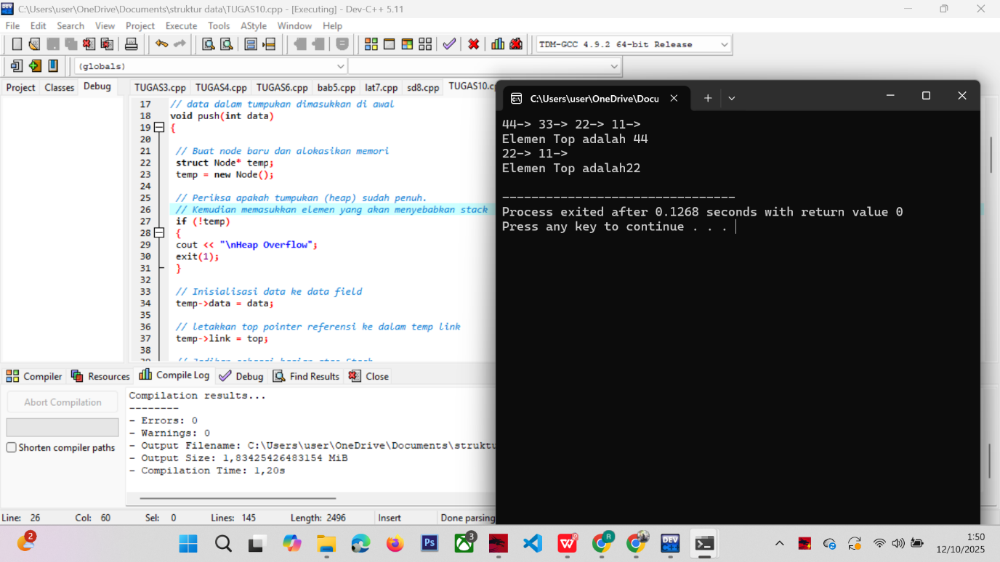 C:\Users\user\OneDrive\Documents\struktur data\TUGAS10.cpp - [Executing] - Dev-C++ 5.11
File Edit Search View Project Execute Tools AStyle Window Help
TDM-GCC 4.9.2 64-bit Release
(globals)
Project Classes Debug
TUGAS3.cpp TUGAS4.cpp TUGAS6.cpp bab5.cpp lat7.cpp sd8.cpp
17 // data dalam tumpukan dimasukkan di awal
18 void push(int data)
19 {
20
21 // Buat node baru dan alokasikan memori
22 struct Node* temp;
23 temp = new Node();
24
25 // Periksa apakah tumpukan (heap) sudah penuh.
26 // Kemudian memasukkan elemen yang akan menyebabkan stack
27 if (!temp)
28 {
29 cout << "\nHeap Overflow";
30 exit(1);
31 }
32
33 // Inisialisasi data ke data field
34 temp->data = data;
35
36 // letakkan top pointer referensi ke dalam temp link
37 temp->link = top;
38
C:\Users\user\OneDrive\Docu
44-> 33-> 22-> 11->
Elemen Top adalah 44
22-> 11->
Elemen Top adalah22
--------------------------------
Process exited after 0.1268 seconds with return value 0
Press any key to continue . . .
Compiler Resources Compile Log Debug Find Results Close
Abort Compilation
Shorten compiler paths
Compilation results...
--------
- Errors: 0
- Warnings: 0
- Output Filename: C:\Users\user\OneDrive\Documents\struktu
- Output Size: 1,83425426483154 MiB
- Compilation Time: 1,20s
Line: 26 Col: 60 Sel: 0 Lines: 145 Length: 2496 Insert Done parsing
2
Ps
3
R
DEV
1:50
12/10/2025